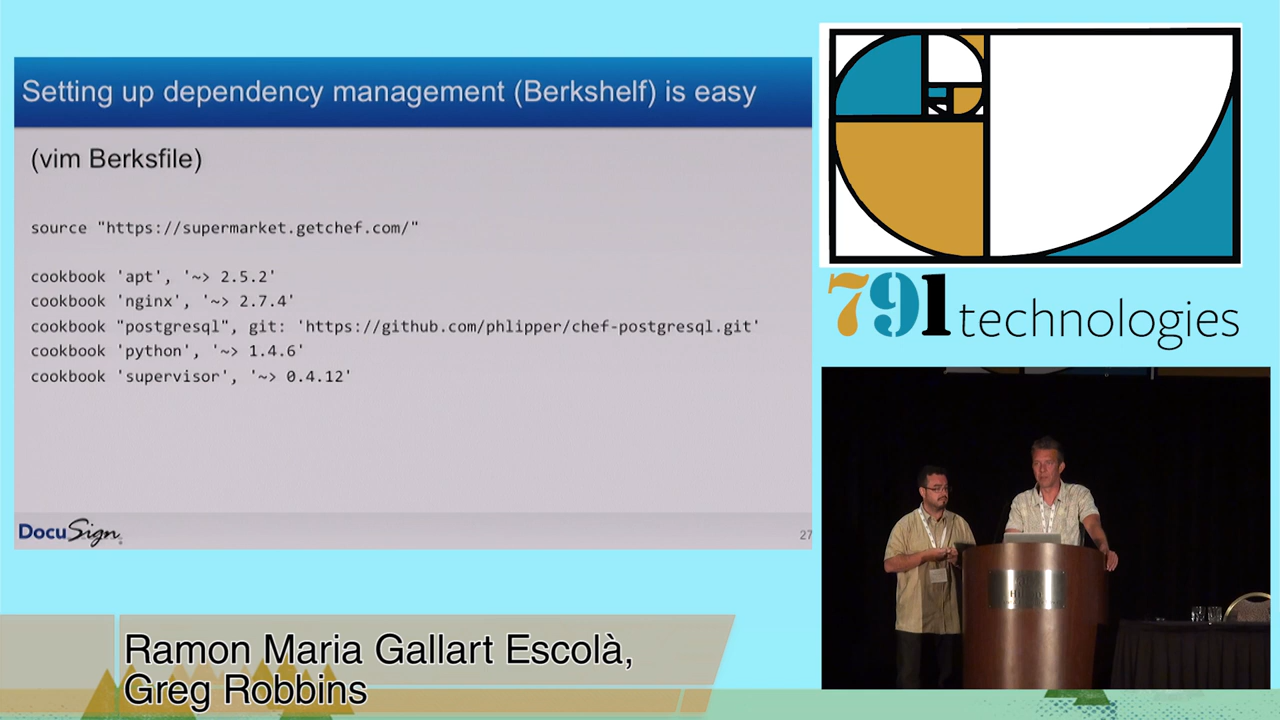 Setting up dependency management (Berkshelf) is easy
(vim Berksfile)
source "https://supermarket.getchef.com/"
cookbook 'apt', '~> 2.5.2'
cookbook 'nginx', '~> 2.7.4'
cookbook "postgresql", git: 'https://github.com/phlipper/chef-postgresql.git'
cookbook 'python', '~> 1.4.6'
cookbook 'supervisor', '~> 0.4.12'
DocuSign
27
791 technologies
Ramon Maria Gallart Escolà,
Greg Robbins